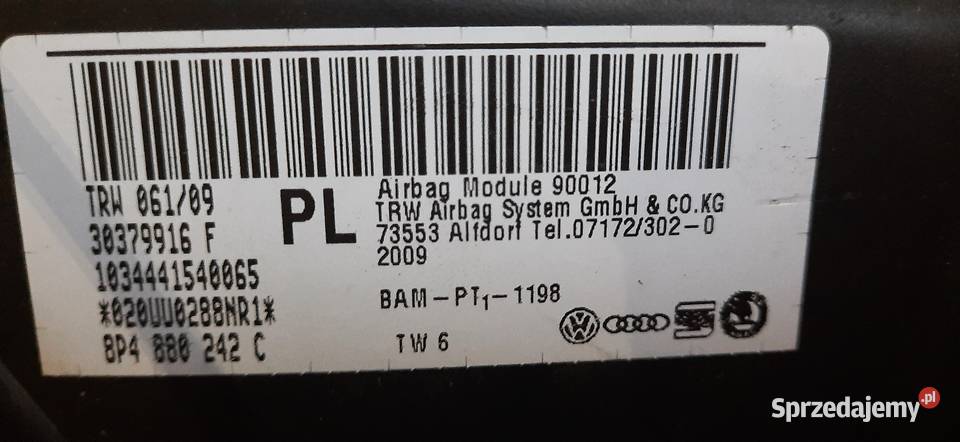 TRW 061/09
30379916 F
1034441540065
*020UU0288NR1*
8P4 880 242 C
PL
Airbag Module 90012
TRW Airbag System GmbH & CO.KG
73553 Alfdorf Tel.07172/302-0
2009
BAM-PT1-1198
TW 6
Sprzedajemy.pl